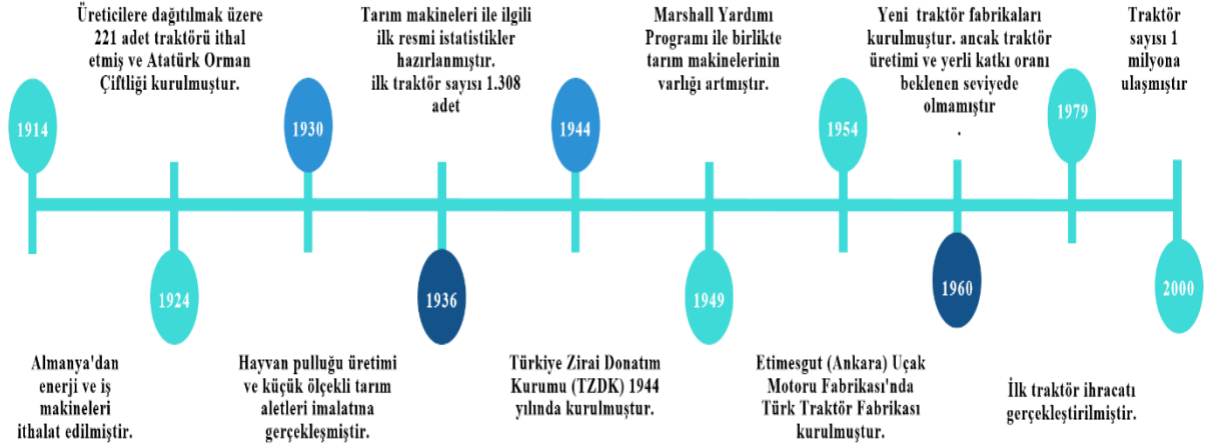 Üreticilere dağıtılmak üzere
221 adet traktörü ithal
etmiş ve Atatürk Orman
Çiftliği kurulmuştur.
Tarım makineleri ile ilgili
ilk resmi istatistikler
hazırlanmıştır.
ilk traktör sayısı 1.308
adet
Marshall Yardımı
Programı ile birlikte
tarım makinelerinin
varlığı artmıştır.
Yeni traktör fabrikaları
kurulmuştur. ancak traktör
üretimi ve yerli katkı oranı
beklenen seviyede
olmamıştır
.
Traktör
sayısı 1
milyona
ulaşmıştır
1914
1930
1944
1954
1979
1924
1936
1949
1960
2000
Almanya'dan
enerji ve iş
makineleri
ithalat edilmiştir.
Hayvan pulluğu üretimi
ve küçük ölçekli tarım
aletleri imalatına
gerçekleşmiştir.
Türkiye Zirai Donatım
Kurumu (TZDK) 1944
yılında kurulmuştur.
Etimesgut (Ankara) Uçak
Motoru Fabrikası'nda
Türk Traktör Fabrikası
kurulmuştur.
İlk traktör ihracatı
gerçekleştirilmiştir.